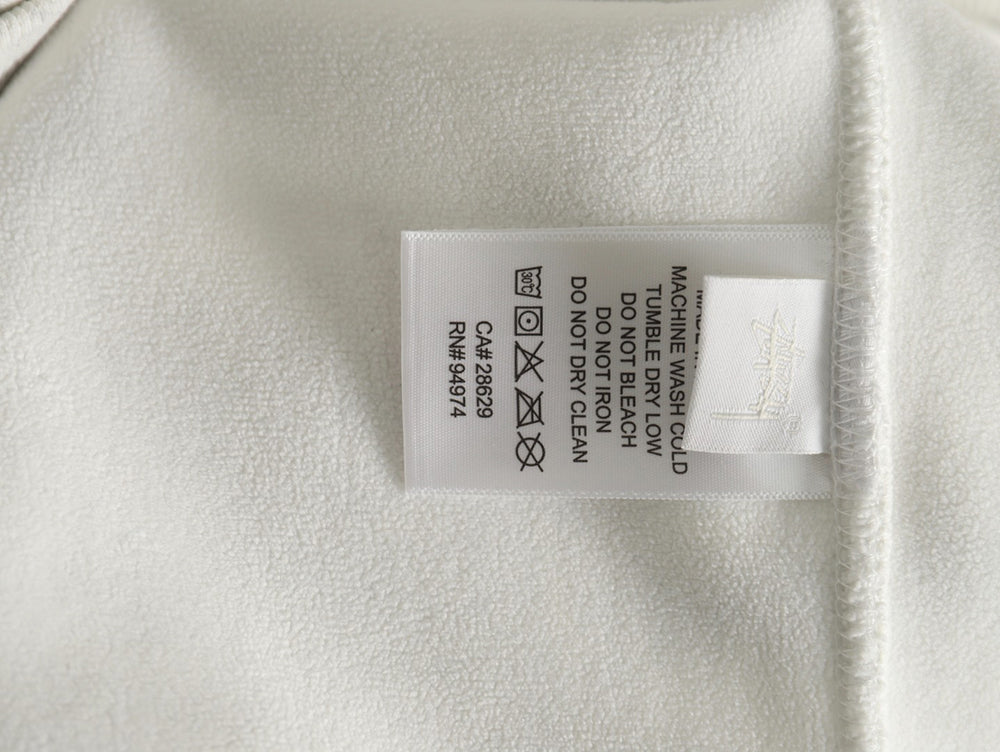 MACHINE WASH COLD
TUMBLE DRY LOW
DO NOT BLEACH
DO NOT IRON
DO NOT DRY CLEAN
30°C
CA# 28629
RN# 94974